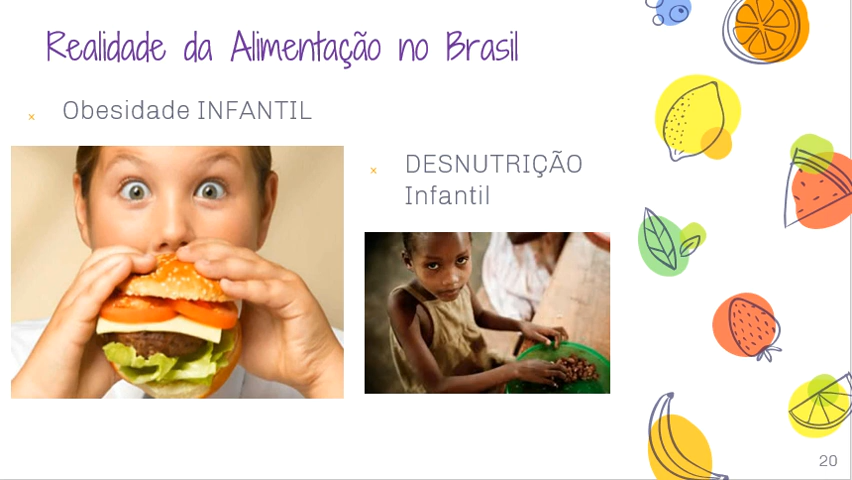 Realidade da Alimentação no Brasil
× Obesidade INFANTIL
× DESNUTRIÇÃO
Infantil
20